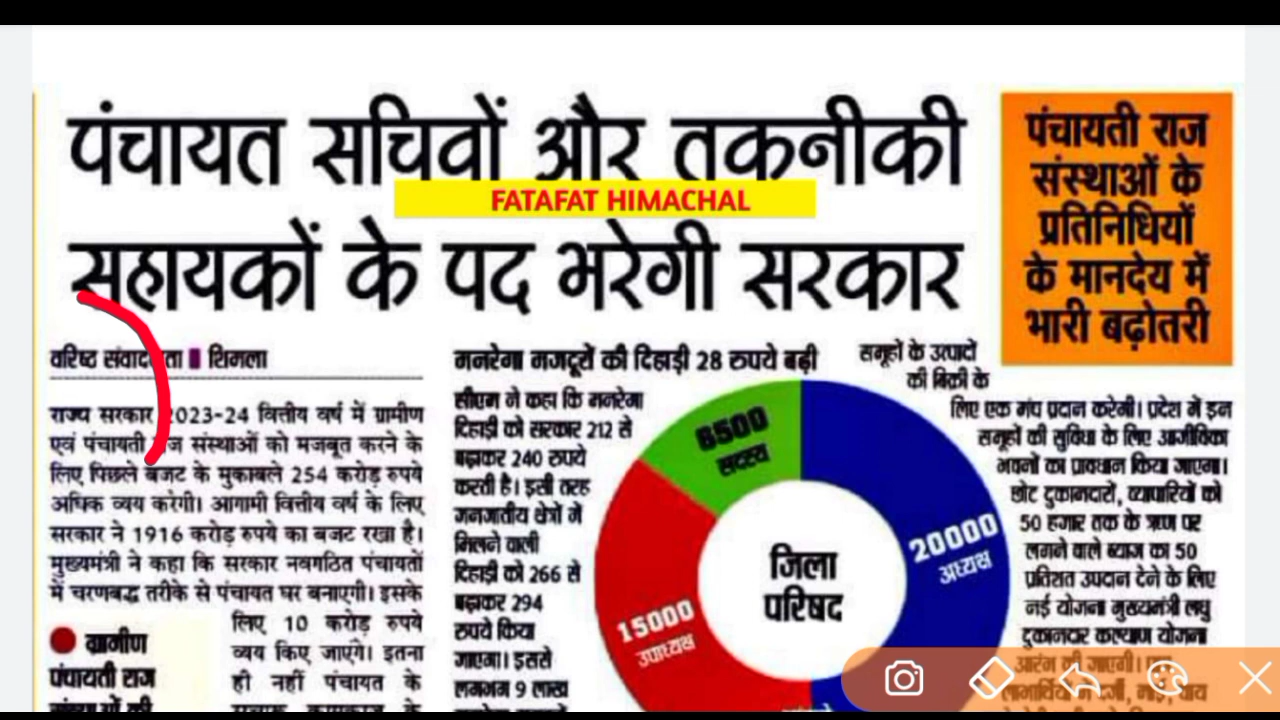 पंचायत सचिवों और तकनीकी
FATAFAT HIMACHAL
सहायकों के पद भरेगी सरकार
पंचायती राज
संस्थाओं के
प्रतिनिधियों
के मानदेय में
भारी बढ़ोतरी
वरिष्ठ संवाददाता शिमला
राज्य सरकार 2023-24 वित्तीय वर्ष में ग्रामीण
एवं पंचायती राज संस्थाओं को मजबूत करने के
लिए पिछले बजट के मुकाबले 254 करोड़ रुपये
अधिक व्यय करेगी। आगामी वित्तीय वर्ष के लिए
सरकार ने 1916 करोड़ रुपये का बजट रखा है।
मुख्यमंत्री ने कहा कि सरकार नवगठित पंचायतों
में चरणबद्ध तरीके से पंचायत घर बनाएगी। इसके
लिए 10 करोड़ रुपये
व्यय किए जाएंगे। इतना
ही नहीं पंचायत के
ग्रामीण
पंचायती राज
मनरेगा मजदूरों की दिहाड़ी 28 रुपये बढ़ी
सीएम ने कहा कि मनरेगा
दिहाड़ी को सरकार 212 से
बढ़ाकर 240 रुपये
करती है। इसी तरह
जनजातीय क्षेत्रों में
मिलने वाली
दिहाड़ी को 266 से
बढ़ाकर 294
रुपये किया
जाएगा। इससे
लगभग 9 लाख
6500
सदस्य
20000
अध्यक्ष
15000
उपाध्यक्ष
जिला
परिषद
समूहों के उत्पादों
की बिक्री के
लिए एक मंच प्रदान करेगी। प्रदेश में इन
समूहों की सुविधा के लिए आजीविका
भवनों का प्रावधान किया जाएगा।
छोटे दुकानदारों, व्यापारियों को
50 हजार तक के ऋण पर
लगने वाले ब्याज का 50
प्रतिशत उपदान देने के लिए
नई योजना मुख्यमंत्री लघु
दुकानदार कल्याण योजना
आरंभ की जाएगी।